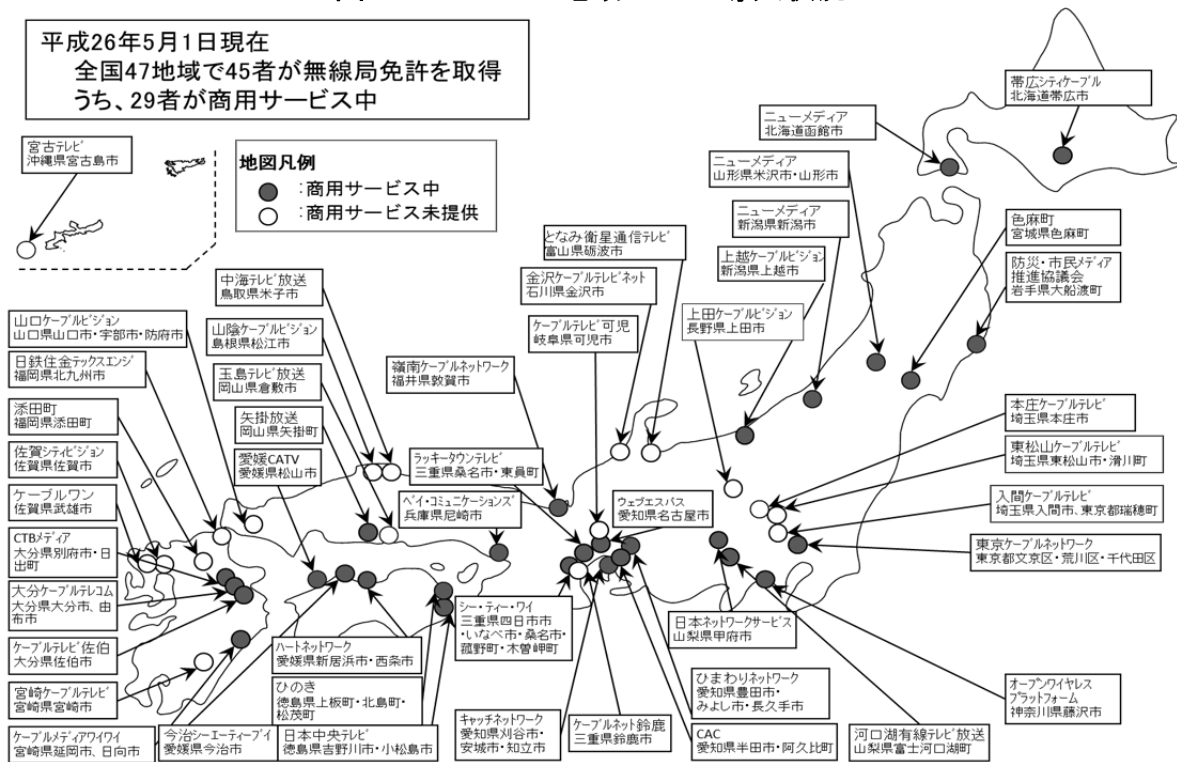 平成26年5月1日現在
全国47地域で45者が無線局免許を取得
うち、29者が商用サービス中
地図凡例
:商用サービス中
:商用サービス未提供
宮古テレビ
沖縄県宮古島市
帯広シティケーブル
北海道帯広市
ニューメディア
北海道函館市
ニューメディア
山形県米沢市・山形市
ニューメディア
新潟県新潟市
色麻町
宮城県色麻町
となみ衛星通信テレビ
富山県砺波市
上越ケーブルビジョン
新潟県上越市
防災・市民メディア
推進協議会
岩手県大船渡町
中海テレビ放送
鳥取県米子市
金沢ケーブルテレビネット
石川県金沢市
上田ケーブルビジョン
長野県上田市
山口ケーブルビジョン
山口県山口市・宇部市・防府市
山陰ケーブルビジョン
島根県松江市
ケーブルテレビ可児
岐阜県可児市
日鉄住金テックスエンジ
福岡県北九州市
玉島テレビ放送
岡山県倉敷市
嶺南ケーブルネットワーク
福井県敦賀市
添田町
福岡県添田町
矢掛放送
岡山県矢掛町
本庄ケーブルテレビ
埼玉県本庄市
佐賀シティビジョン
佐賀県佐賀市
愛媛CATV
愛媛県松山市
ラッキータウンテレビ
三重県桑名市・東員町
東松山ケーブルテレビ
埼玉県東松山市・滑川町
ケーブルワン
佐賀県武雄市
ベイ・コミュニケーションズ
兵庫県尼崎市
ウェブエスパス
愛知県名古屋市
入間ケーブルテレビ
埼玉県入間市、東京都瑞穂町
CTBメディア
大分県別府市・日
出町
東京ケーブルネットワーク
東京都文京区・荒川区・千代田区
大分ケーブルテレコム
大分県大分市、由
布市
シー・ティー・ワイ
三重県四日市市
・いなべ市・桑名市・
菰野町・木曽岬町
日本ネットワークサービス
山梨県甲府市
ケーブルテレビ佐伯
大分県佐伯市
ハートネットワーク
愛媛県新居浜市・西条市
ひまわりネットワーク
愛知県豊田市・
みよし市・長久手市
オープンワイヤレス
プラットフォーム
神奈川県藤沢市
宮崎ケーブルテレビ
宮崎県宮崎市
ひのき
徳島県上板町・北島町・
松茂町
キャッチネットワーク
愛知県刈谷市・
安城市・知立市
ケーブルネット鈴鹿
三重県鈴鹿市
CAC
愛知県半田市・阿久比町
河口湖有線テレビ放送
山梨県富士河口湖町
ケーブルメディアワイワイ
宮崎県延岡市、日向市
今治シーエーティーブイ
愛媛県今治市
日本中央テレビ
徳島県吉野川市・小松島市